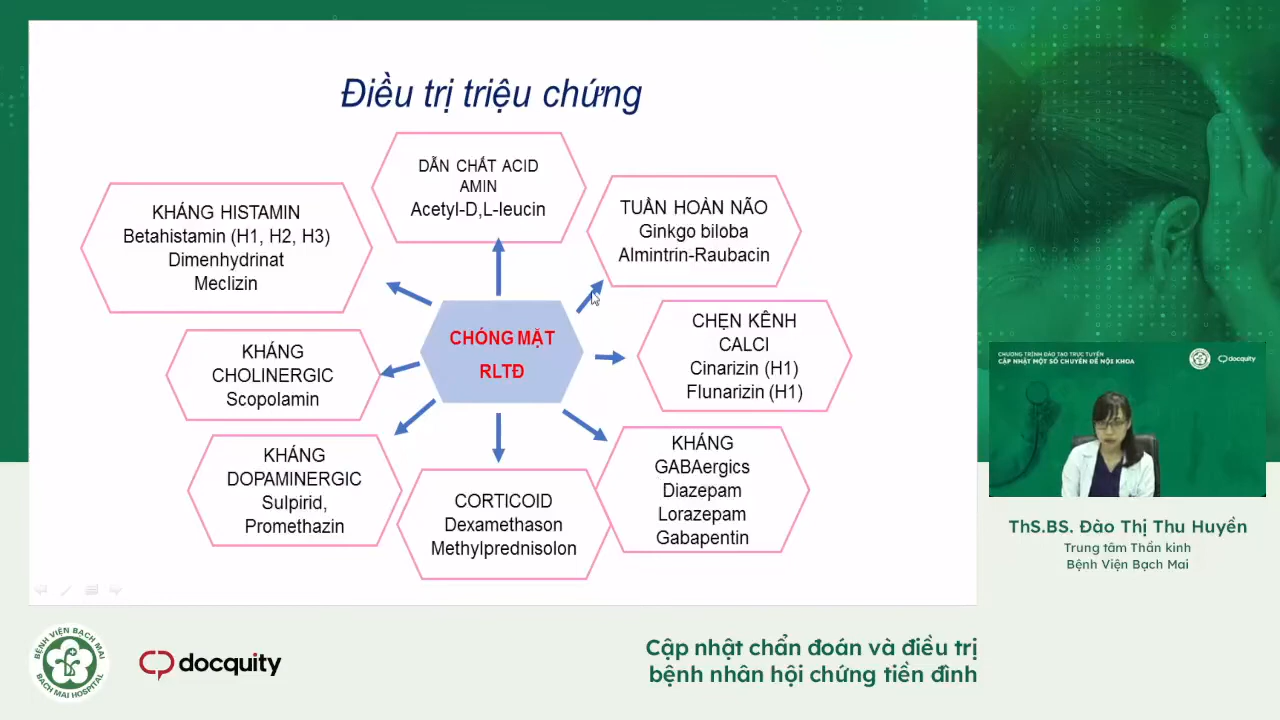 Điều trị triệu chứng
DẪN CHẤT ACID
AMIN
Acetyl-D,L-leucin
KHÁNG HISTAMIN
Betahistamin (H1, H2, H3)
Dimenhydrinat
Meclizin
TUẦN HOÀN NÃO
Ginkgo biloba
Almintrin-Raubacin
CHÓNG MẶT
RLTĐ
CHẸN KÊNH
CALCI
Cinarizin (H1)
Flunarizin (H1)
KHÁNG
CHOLINERGIC
Scopolamin
KHÁNG
DOPAMINERGIC
Sulpirid,
Promethazin
CORTICOID
Dexamethason
Methylprednisolon
KHÁNG
GABAergics
Diazepam
Lorazepam
Gabapentin
CHƯƠNG TRÌNH ĐÀO TẠO TRỰC TUYẾN
CẬP NHẬT MỘT SỐ CHUYÊN ĐỀ NỘI KHOA
docquity
ThS.BS. Đào Thị Thu Huyền
Trung tâm Thần kinh
Bệnh Viện Bạch Mai
BỆNH VIỆN BẠCH MAI
BACH MAI HOSPITAL
docquity
Cập nhật chẩn đoán và điều trị
bệnh nhân hội chứng tiền đình